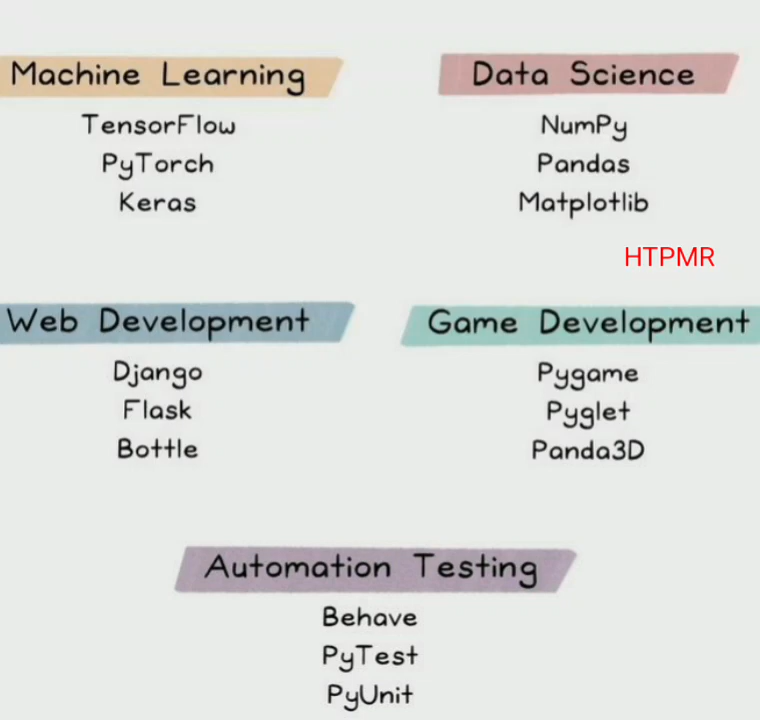 Machine Learning
TensorFlow
PyTorch
Keras
Data Science
NumPy
Pandas
Matplotlib
HTPMR
Web Development
Django
Flask
Bottle
Game Development
Pygame
Pyglet
Panda3D
Automation Testing
Behave
PyTest
PyUnit